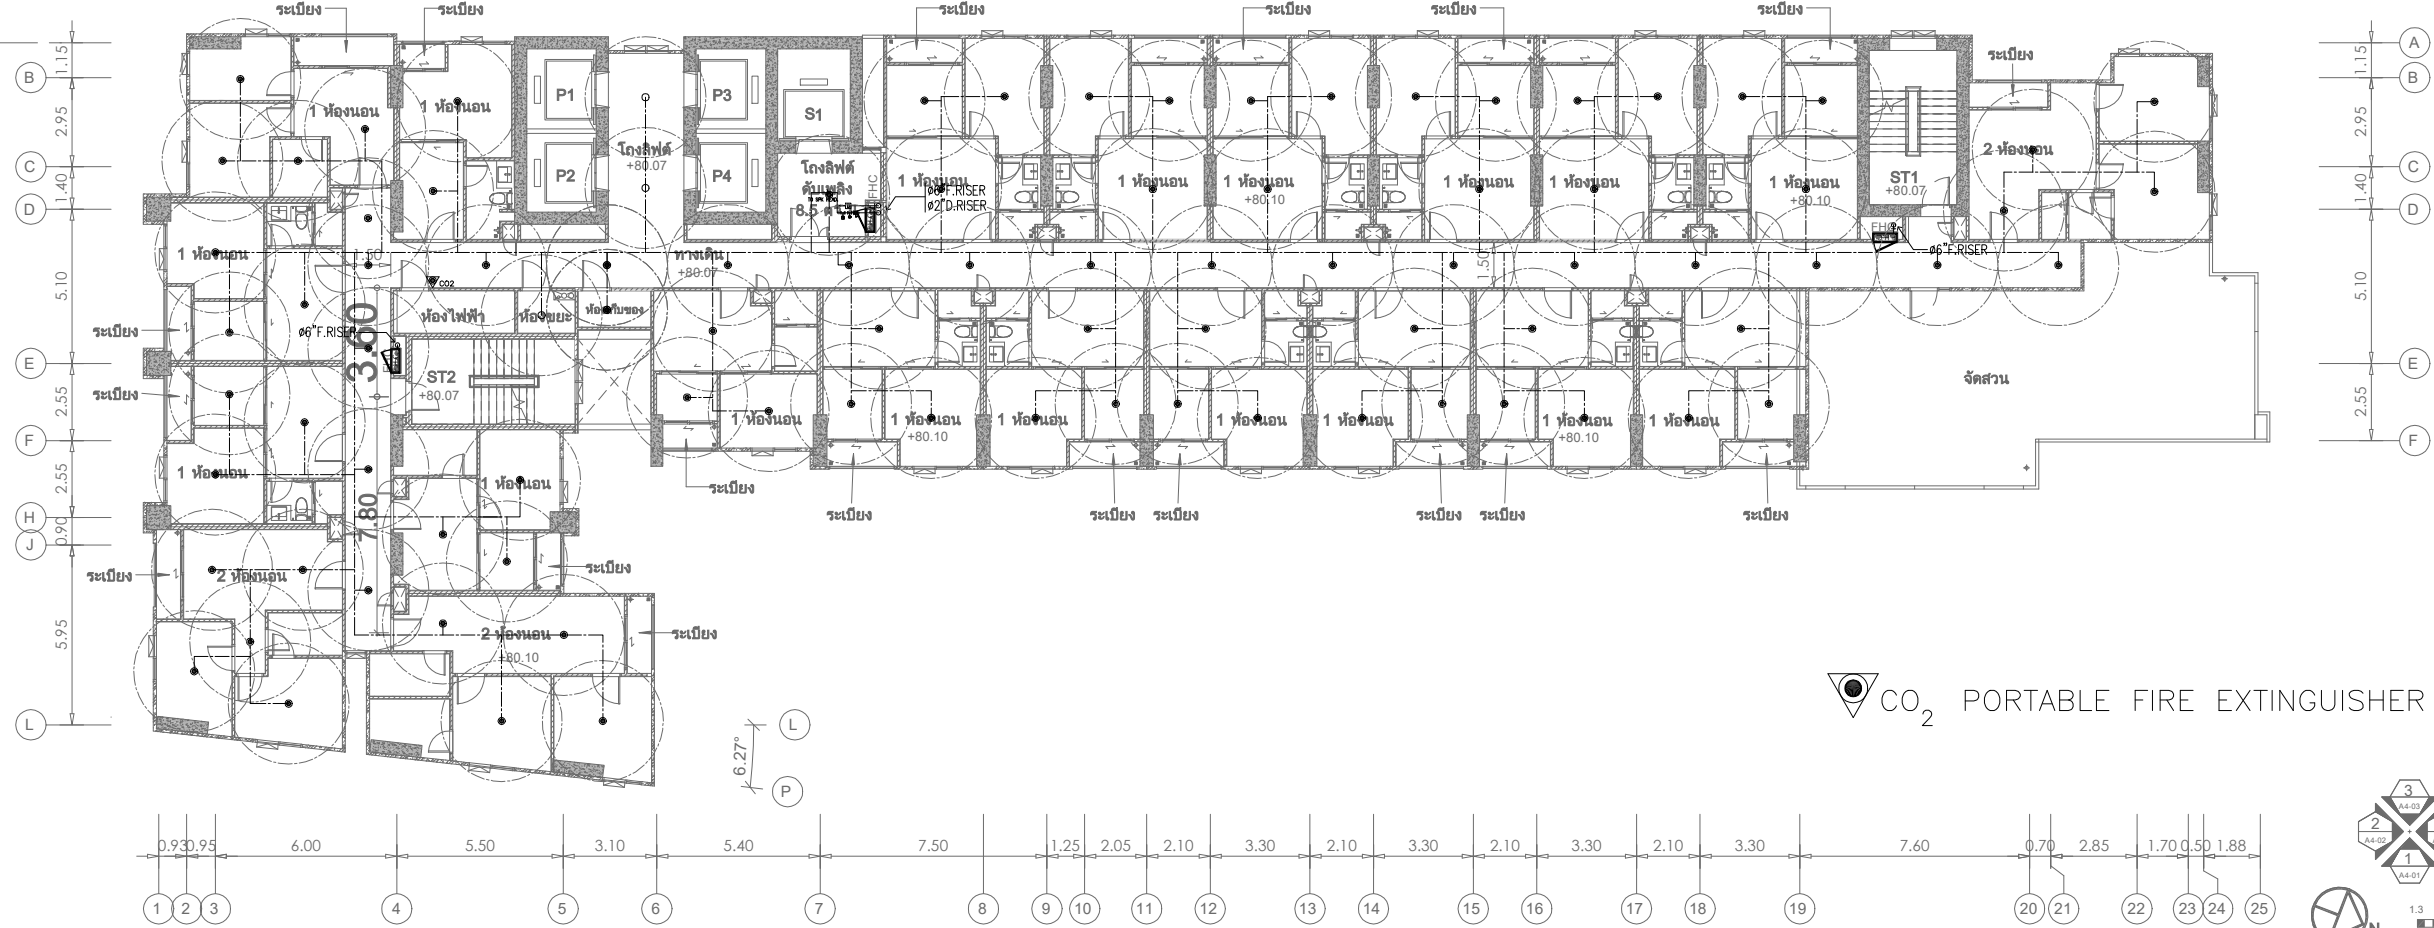 ระเบียง
ระเบียง
ระเบียง
ระเบียง
ระเบียง
ระเบียง
A
1.15
1.15
ระเบียง
B
B
P1
P3
S1
1 ห้องนอน
1 ห้องนอน
2.95
2.95
โถงลิฟต์
+80.07
2 ห้องนอน
C
C
P2
P4
โถงลิฟต์
ดับเพลิง
FHC
1 ห้องนอน
1 ห้องนอน
1 ห้องนอน
+80.10
1 ห้องนอน
1 ห้องนอน
1 ห้องนอน
+80.10
ST1
+80.07
1.40
1.40
ø6"F.RISER
ø2"D.RISER
D
D
1 ห้องนอน
1.50
ทางเดิน
+80.07
1.50
ø6"F.RISER
CO2
5.10
5.10
ห้องไฟฟ้า
ห้องขยะ
ห้องเก็บของ
ระเบียง
ø6"F.RISER
3.60
E
E
ST2
+80.07
จัดสวน
ระเบียง
2.55
2.55
1 ห้องนอน
1 ห้องนอน
+80.10
1 ห้องนอน
1 ห้องนอน
1 ห้องนอน
1 ห้องนอน
+80.10
1 ห้องนอน
F
F
2.55
1 ห้องนอน
1 ห้องนอน
ระเบียง
ระเบียง
ระเบียง
ระเบียง
ระเบียง
ระเบียง
ระเบียง
H
0.90
7.80
J
ระเบียง
2 ห้องนอน
ระเบียง
5.95
2 ห้องนอน
+80.10
ระเบียง
CO2 PORTABLE FIRE EXTINGUISHER
L
L
6.27°
P
3
A4-03
2
A4-02
1
A4-01
0.93 0.95 6.00 5.50 3.10 5.40 7.50 1.25 2.05 2.10 3.30 2.10 3.30 2.10 3.30 2.10 3.30 7.60 0.70 2.85 1.70 0.50 1.88
1 2 3 4 5 6 7 8 9 10 11 12 13 14 15 16 17 18 19 20 21 22 23 24 25
1.3
N